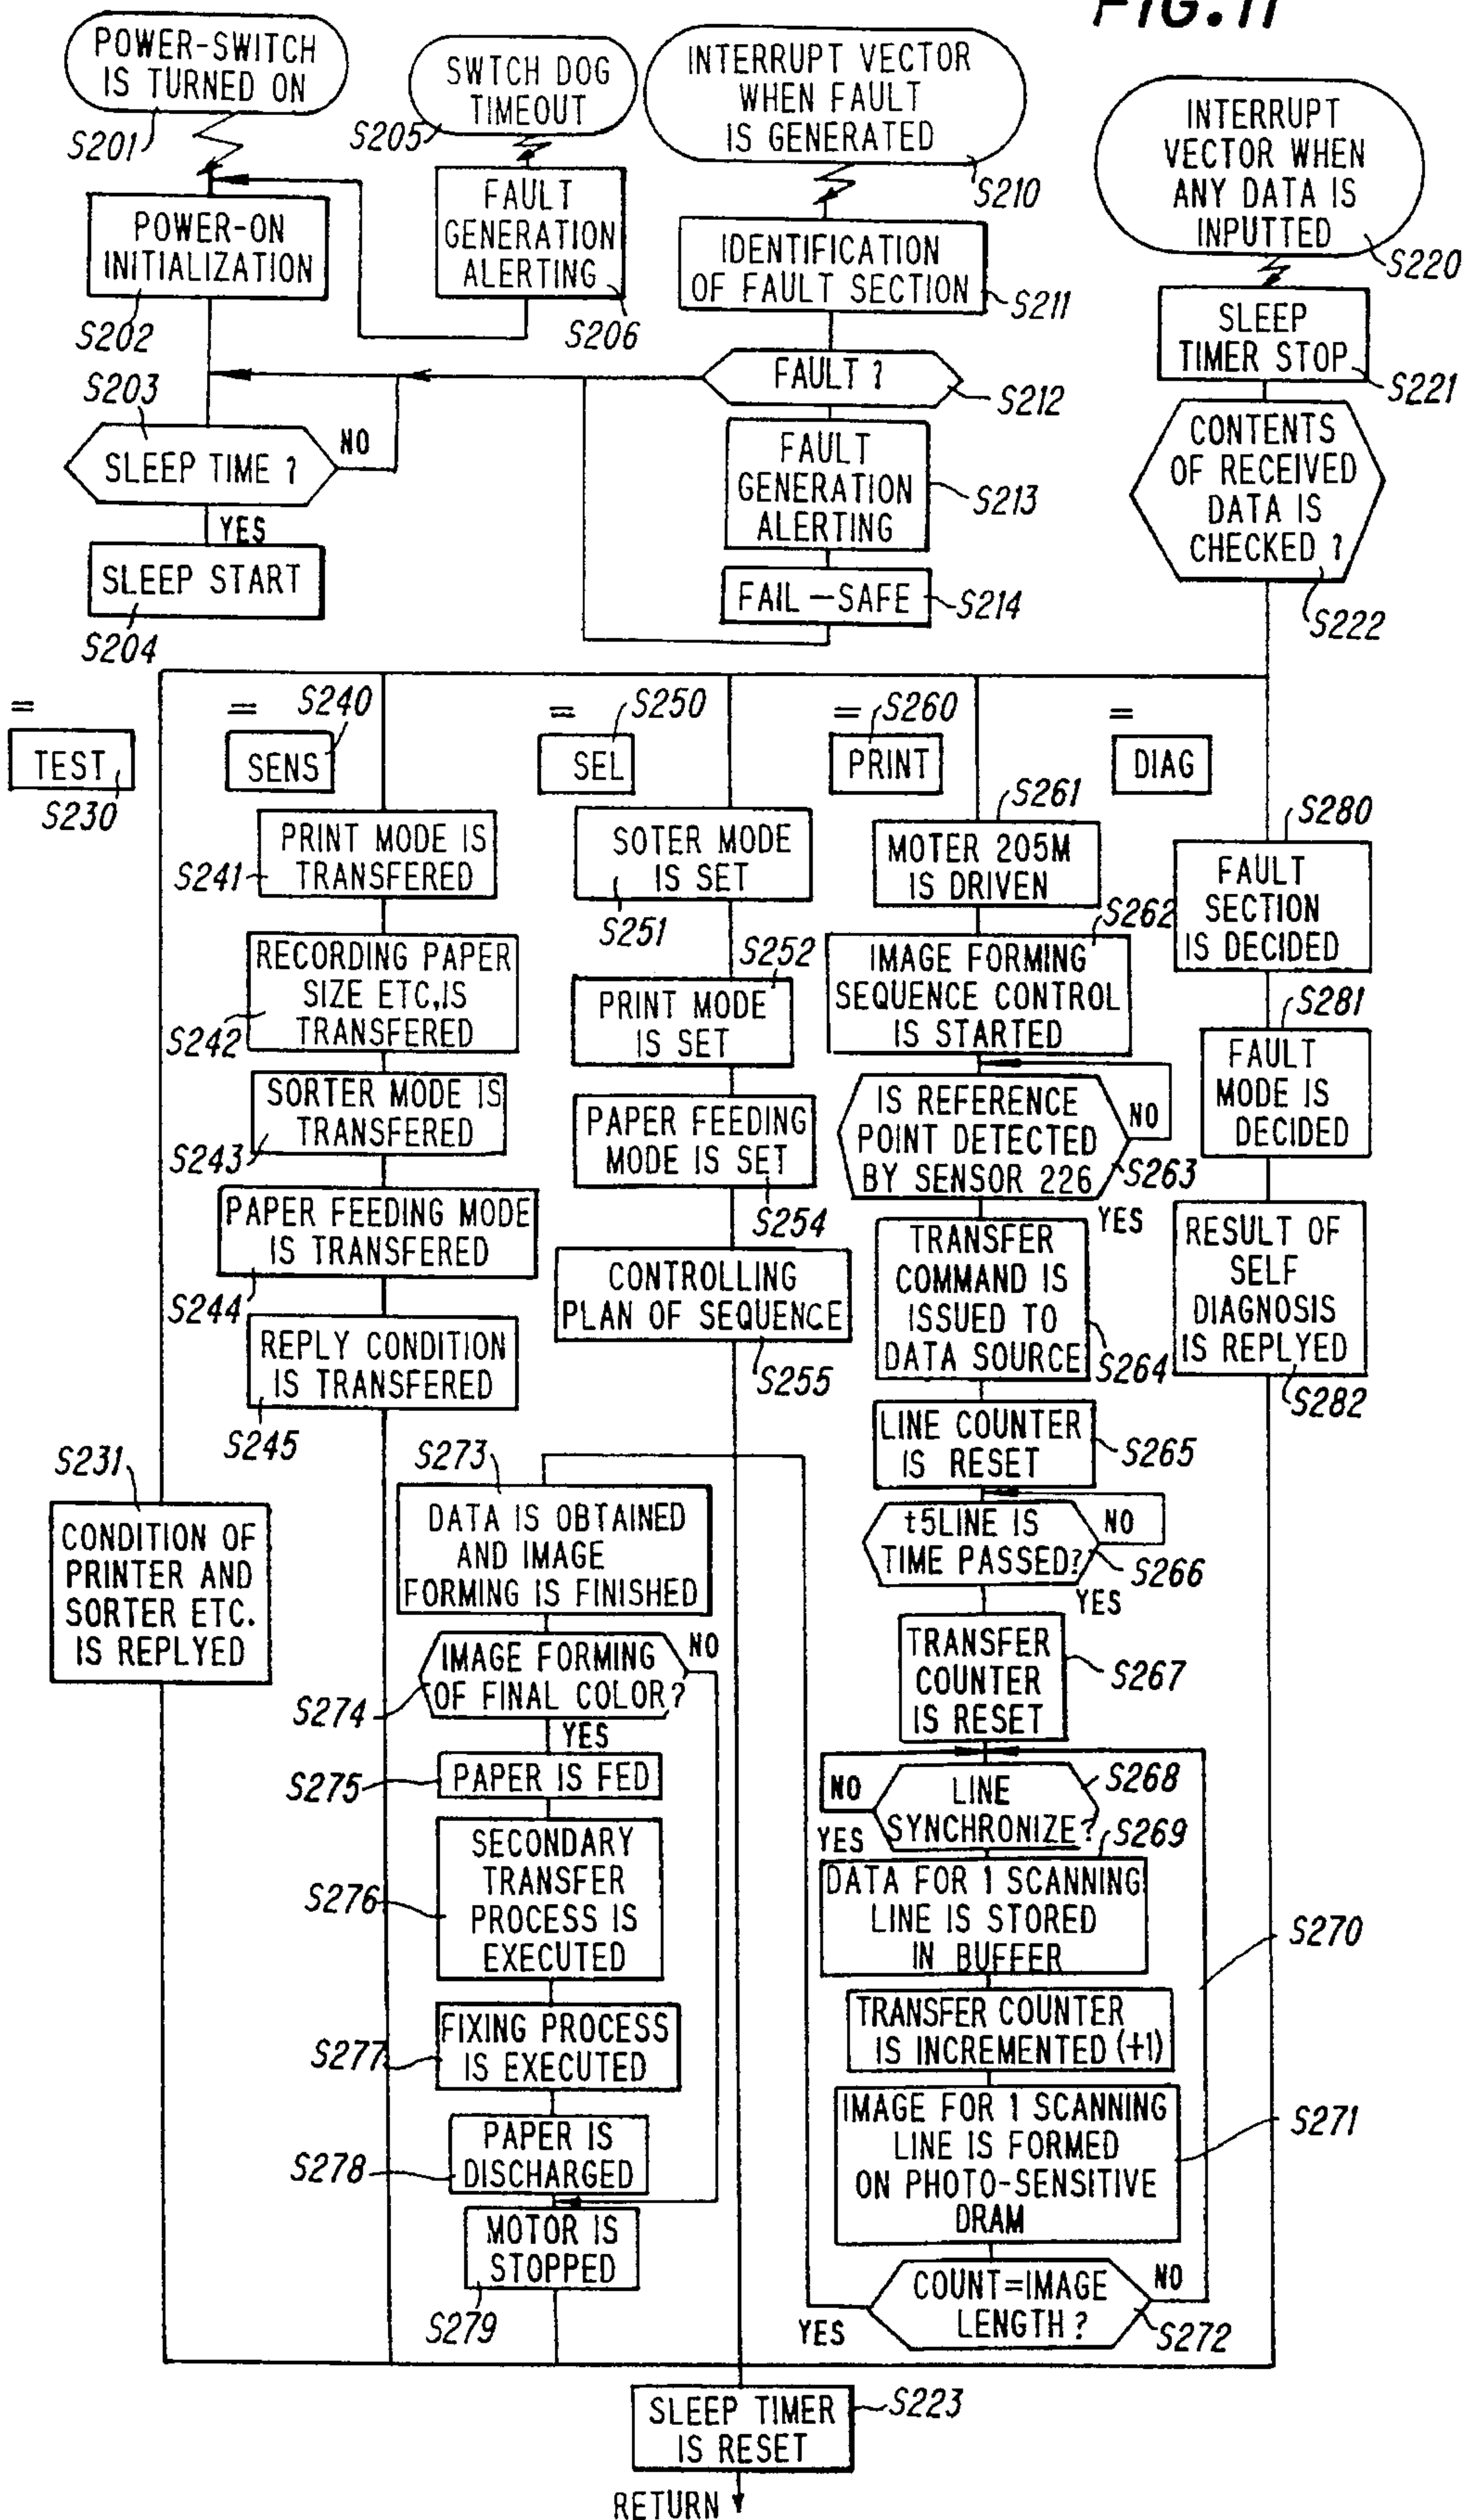 FIG. 11
POWER-SWITCH
IS TURNED ON
S201
SWTCH DOG
TIMEOUT
S205
INTERRUPT VECTOR
WHEN FAULT
IS GENERATED
S210
INTERRUPT
VECTOR WHEN
ANY DATA IS
INPUTTED
S220
POWER-ON
INITIALIZATION
S202
FAULT
GENERATION
ALERTING
S206
IDENTIFICATION
OF FAULT SECTION
S211
SLEEP
TIMER STOP
S221
S203
SLEEP TIME ?
NO
YES
SLEEP START
S204
FAULT ?
S212
FAULT
GENERATION
ALERTING
S213
FAIL-SAFE
S214
CONTENTS
OF RECEIVED
DATA IS
CHECKED ?
S222
=
TEST
S230
=
S240
SENS
=
S250
SEL
=
S260
PRINT
=
DIAG
PRINT MODE IS
TRANSFERED
S241
RECORDING PAPER
SIZE ETC, IS
TRANSFERED
S242
SORTER MODE IS
TRANSFERED
S243
PAPER FEEDING MODE
IS TRANSFERED
S244
REPLY CONDITION
IS TRANSFERED
S245
SOTER MODE
IS SET
S251
S252
PRINT MODE
IS SET
PAPER FEEDING
MODE IS SET
S254
CONTROLLING
PLAN OF SEQUENCE
S255
S261
MOTER 205M
IS DRIVEN
S262
IMAGE FORMING
SEQUENCE CONTROL
IS STARTED
IS REFERENCE
POINT DETECTED
BY SENSOR 226
NO
S263
YES
TRANSFER
COMMAND IS
ISSUED TO
DATA SOURCE
S264
LINE COUNTER
IS RESET
S265
t5LINE IS
TIME PASSED?
NO
S266
YES
TRANSFER
COUNTER
IS RESET
S267
NO
LINE
SYNCHRONIZE?
S268
YES
S269
DATA FOR 1 SCANNING
LINE IS STORED
IN BUFFER
S270
TRANSFER COUNTER
IS INCREMENTED (+1)
IMAGE FOR 1 SCANNING
LINE IS FORMED
ON PHOTO-SENSITIVE
DRAM
S271
COUNT=IMAGE
LENGTH ?
NO
YES
S272
S280
FAULT
SECTION
IS DECIDED
S281
FAULT
MODE IS
DECIDED
RESULT OF
SELF
DIAGNOSIS
IS REPLYED
S282
S231
CONDITION OF
PRINTER AND
SORTER ETC.
IS REPLYED
S273
DATA IS OBTAINED
AND IMAGE
FORMING IS FINISHED
IMAGE FORMING
OF FINAL COLOR?
NO
S274
YES
PAPER IS FED
S275
SECONDARY
TRANSFER
PROCESS IS
EXECUTED
S276
FIXING PROCESS
IS EXECUTED
S277
PAPER IS
DISCHARGED
S278
MOTOR IS
STOPPED
S279
SLEEP TIMER
IS RESET
S223
RETURN